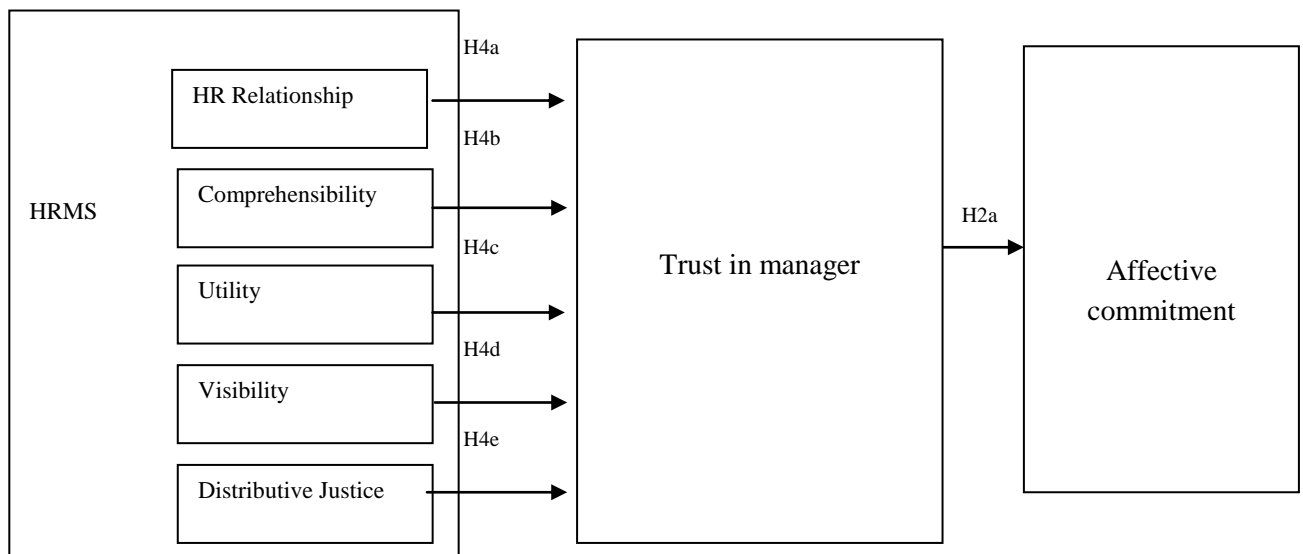 H4a
HR Relationship
H4b
Comprehensibility
HRMS
H4c
Utility
H4d
Visibility
H4e
Distributive Justice
Trust in manager
H2a
Affective
commitment